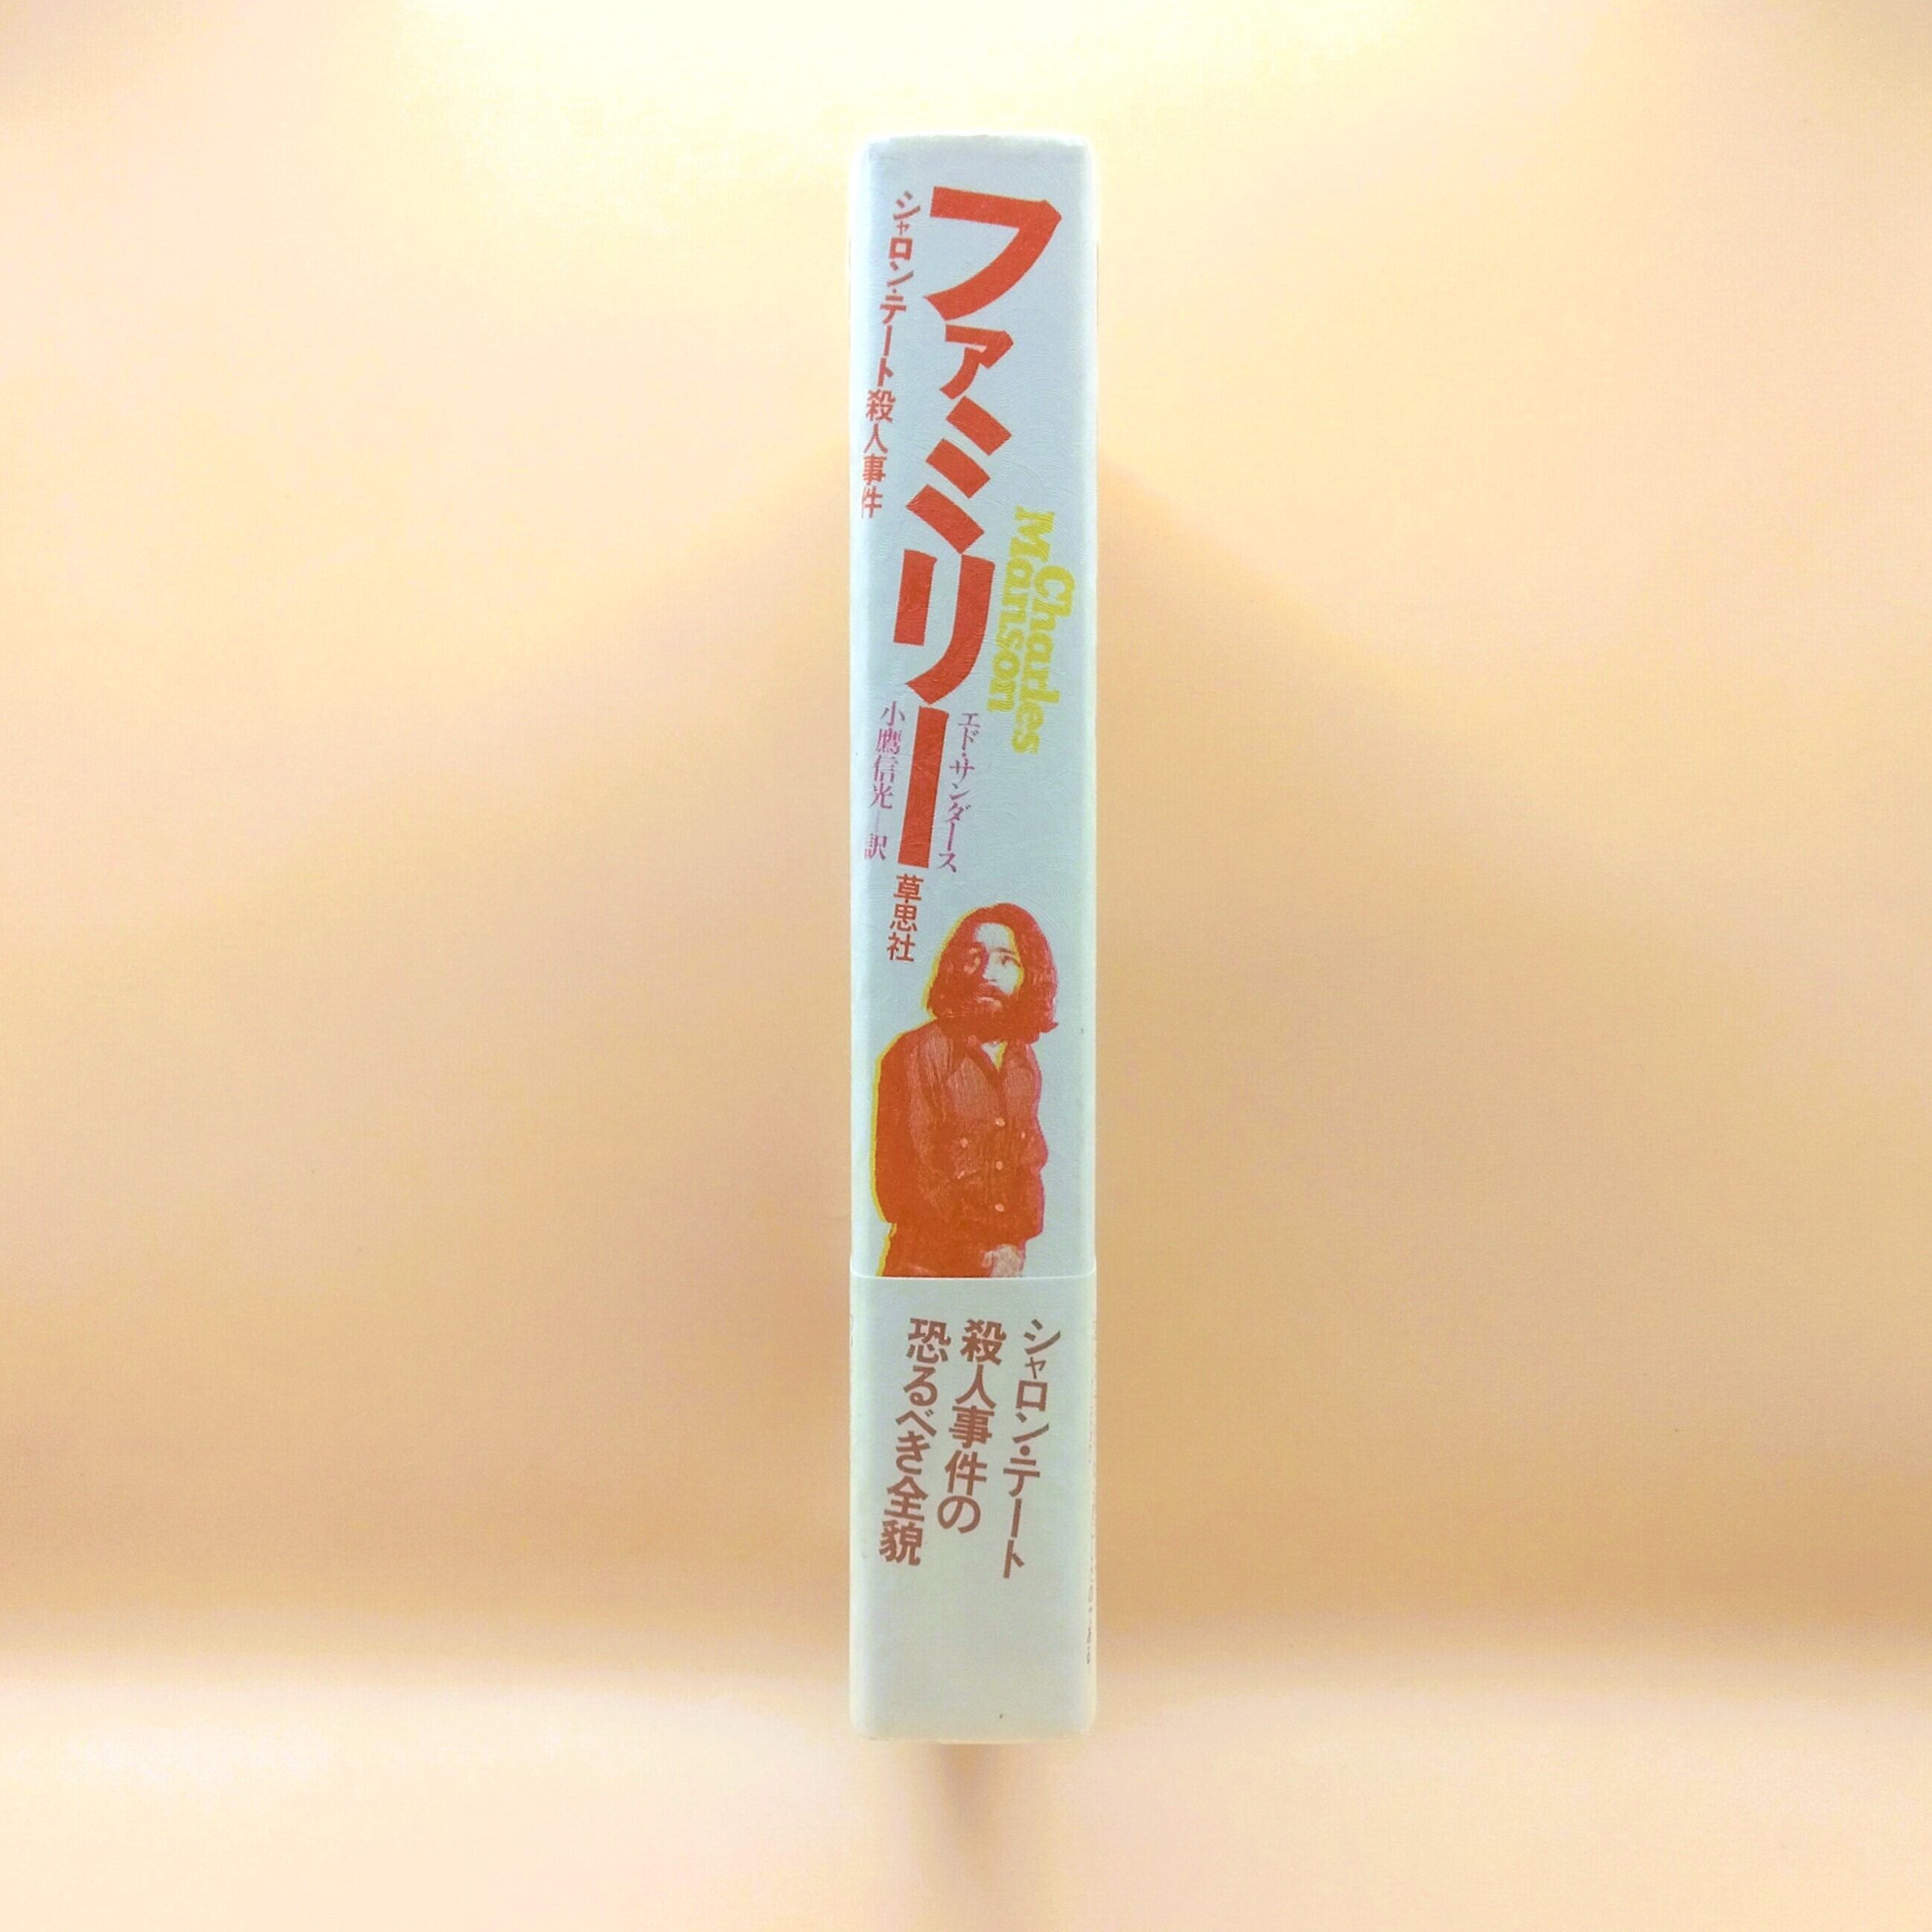 ファミリー
シャロン・テート殺人事件
Charles
Manson
エド・サンダース
小鷹信光―訳
草思社
シャロン・テート
殺人事件の
恐るべき全貌